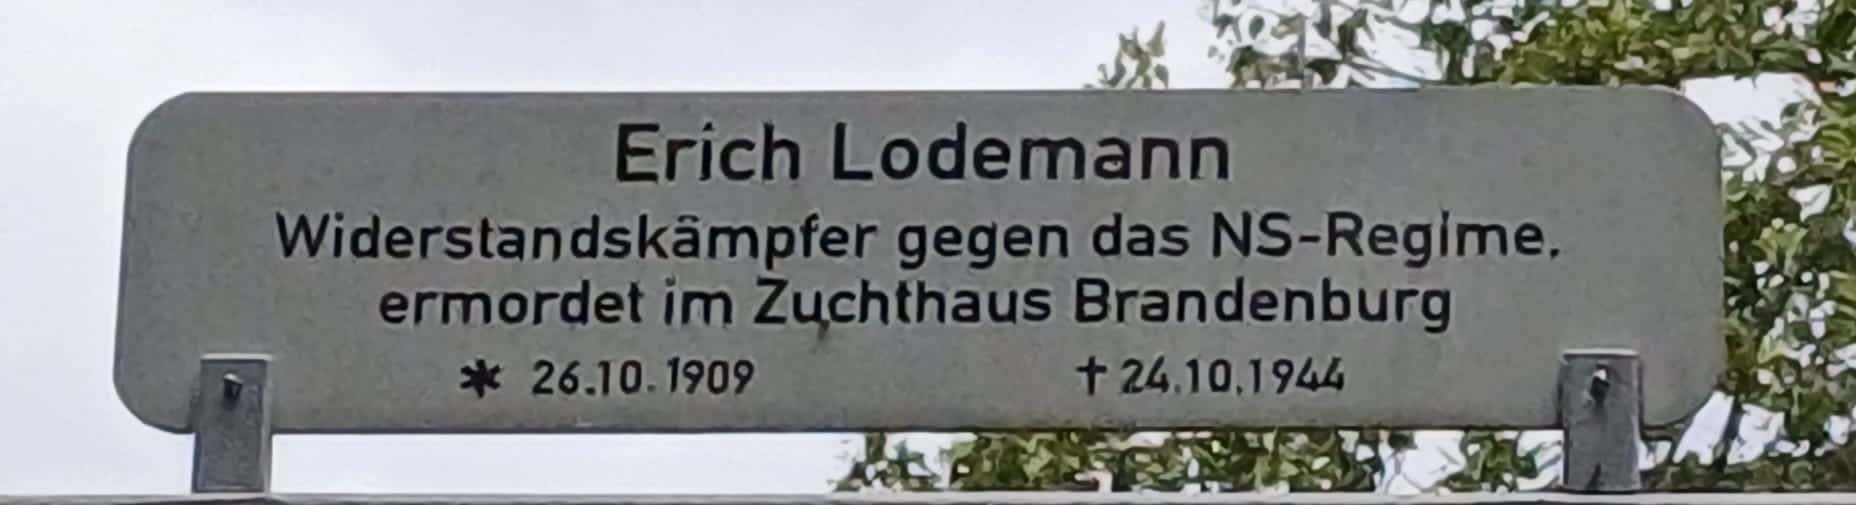 Erich Lodemann
Widerstandskämpfer gegen das NS-Regime,
ermordet im Zuchthaus Brandenburg
* 26.10.1909 † 24.10.1944